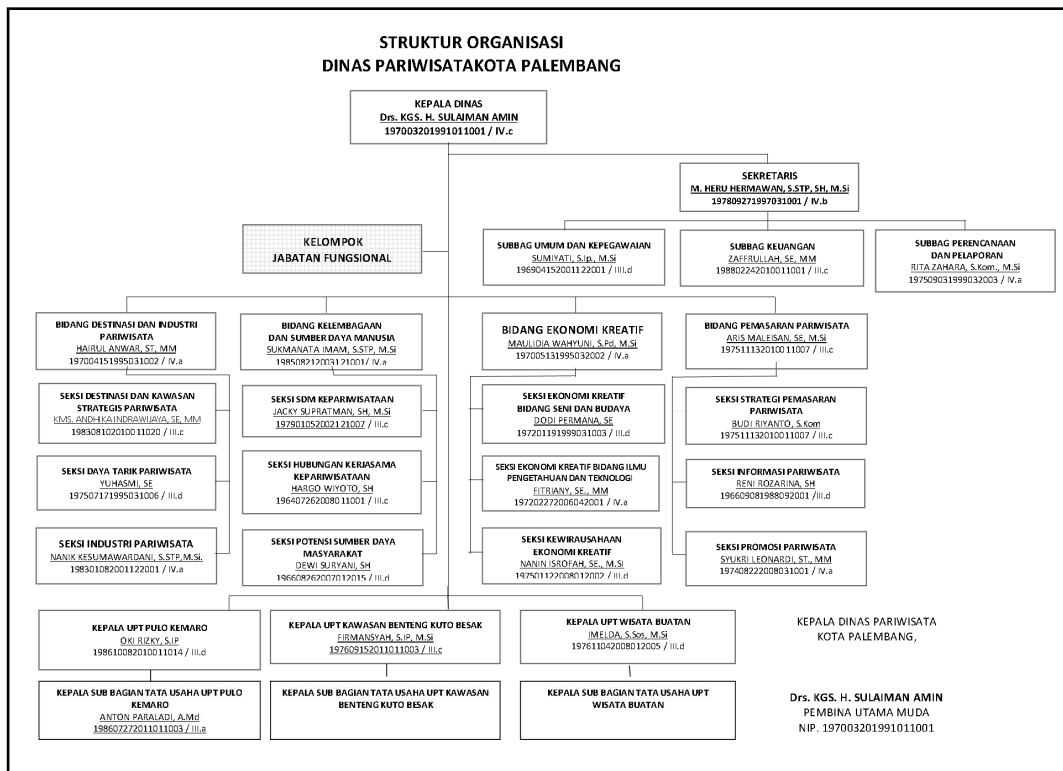 STRUKTUR ORGANISASI
DINAS PARIWISATAKOTA PALEMBANG
KEPALA DINAS
Drs. KGS. H. SULAIMAN AMIN
197003201991011001 / IV.c
SEKRETARIS
M. HERU HERMAWAN, S.STP, SH, M.Si
197809271997031001 / IV.b
KELOMPOK
JABATAN FUNGSIONAL
SUBBAG UMUM DAN KEPEGAWAIAN
SUMIYATI, S.Ip., M.Si
196904152001122001 / IIII.d
SUBBAG KEUANGAN
ZAFFRULLAH, SE, MM
198802242010011001 / III.c
SUBBAG PERENCANAAN
DAN PELAPORAN
RITA ZAHARA, S.Kom., M.Si
197509031999032003 / IV.a
BIDANG DESTINASI DAN INDUSTRI
PARIWISATA
HAIRUL ANWAR, ST, MM
197004151995031002 / IV.a
BIDANG KELEMBAGAAN
DAN SUMBER DAYA MANUSIA
SUKMANATA IMAM, S.STP, M.Si
198508212003121001 / IV.a
BIDANG EKONOMI KREATIF
MAULIDIA WAHYUNI, S.Pd, M.Si
197005131995032002 / IV.a
BIDANG PEMASARAN PARIWISATA
ARIS MALEISAN, SE, M.Si
197511132010011007 / III.c
SEKSI DESTINASI DAN KAWASAN
STRATEGIS PARIWISATA
KMS. ANDHIKA INDRAWIJAYA, SE, MM
198308102010011020 / III.c
SEKSI SDM KEPARIWISATAAN
JACKY SUPRATMAN, SH, M.Si
197901052002121007 / III.c
SEKSI EKONOMI KREATIF
BIDANG SENI DAN BUDAYA
DODI PERMANA, SE
197201191999031003 / III.d
SEKSI STRATEGI PEMASARAN
PARIWISATA
BUDI RIYANTO, S.Kom
197511132010011007 / III.c
SEKSI DAYA TARIK PARIWISATA
YUHASMI, SE
197507171995031006 / III.d
SEKSI HUBUNGAN KERJASAMA
KEPARIWISATAAN
HARGO WIYOTO, SH
196407262008011001 / III.c
SEKSI EKONOMI KREATIF BIDANG ILMU
PENGETAHUAN DAN TEKNOLOGI
FITRIANY, SE., MM
197202272006042001 / IV.a
SEKSI INFORMASI PARIWISATA
RENI ROZARINA, SH
196609081988092001 / III.d
SEKSI INDUSTRI PARIWISATA
NANIK KESUMAWARDANI, S.STP,M.Si.
198301082001122001 / IV.a
SEKSI POTENSI SUMBER DAYA
MASYARAKAT
DEWI SURYANI, SH
196608262007012015 / III.d
SEKSI KEWIRAUSAHAAN
EKONOMI KREATIF
NANIN ISROFAH, SE., M.Si
197501122008012002 / III.d
SEKSI PROMOSI PARIWISATA
SYUKRI LEONARDI, ST., MM
197408222008031001 / IV.a
KEPALA UPT PULO KEMARO
OKI RIZKY, S.IP
198610082010011014 / III.d
KEPALA UPT KAWASAN BENTENG KUTO BESAK
FIRMANSYAH, S.IP, M.Si
197609152011011003 / III.c
KEPALA UPT WISATA BUATAN
IMELDA, S.Sos, M.Si
197611042008012005 / III.d
KEPALA DINAS PARIWISATA
KOTA PALEMBANG,
KEPALA SUB BAGIAN TATA USAHA UPT PULO
KEMARO
ANTON PARALADI, A.Md
198607272011011003 / III.a
KEPALA SUB BAGIAN TATA USAHA UPT KAWASAN
BENTENG KUTO BESAK
KEPALA SUB BAGIAN TATA USAHA UPT
WISATA BUATAN
Drs. KGS. H. SULAIMAN AMIN
PEMBINA UTAMA MUDA
NIP. 197003201991011001